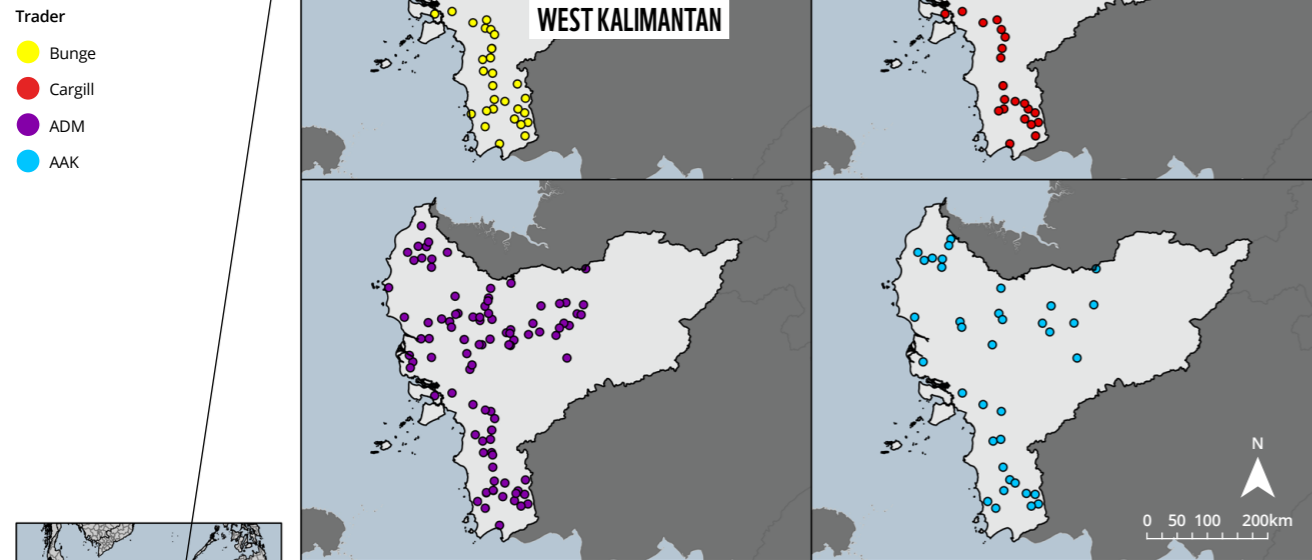 Trader
Bunge
Cargill
ADM
AAK
WEST KALIMANTAN
N
0 50 100 200km